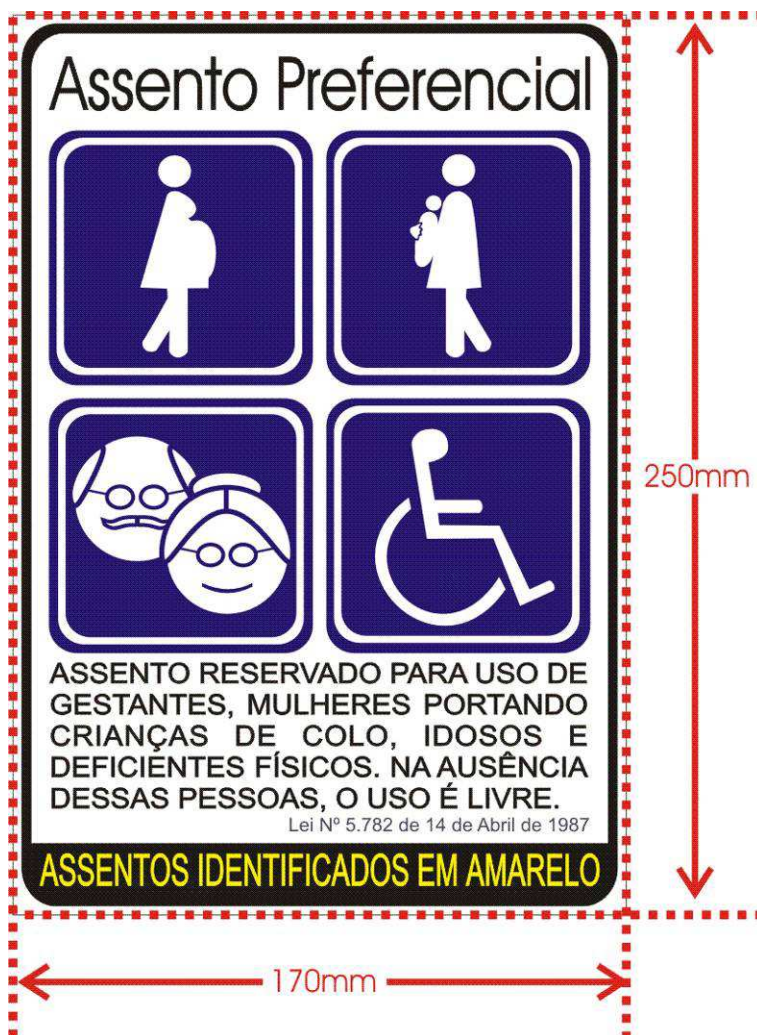 Assento Preferencial
250mm
ASSENTO RESERVADO PARA USO DE
GESTANTES, MULHERES PORTANDO
CRIANÇAS DE COLO, IDOSOS E
DEFICIENTES FÍSICOS. NA AUSÊNCIA
DESSAS PESSOAS, O USO É LIVRE.
Lei Nº 5.782 de 14 de Abril de 1987
ASSENTOS IDENTIFICADOS EM AMARELO
170mm